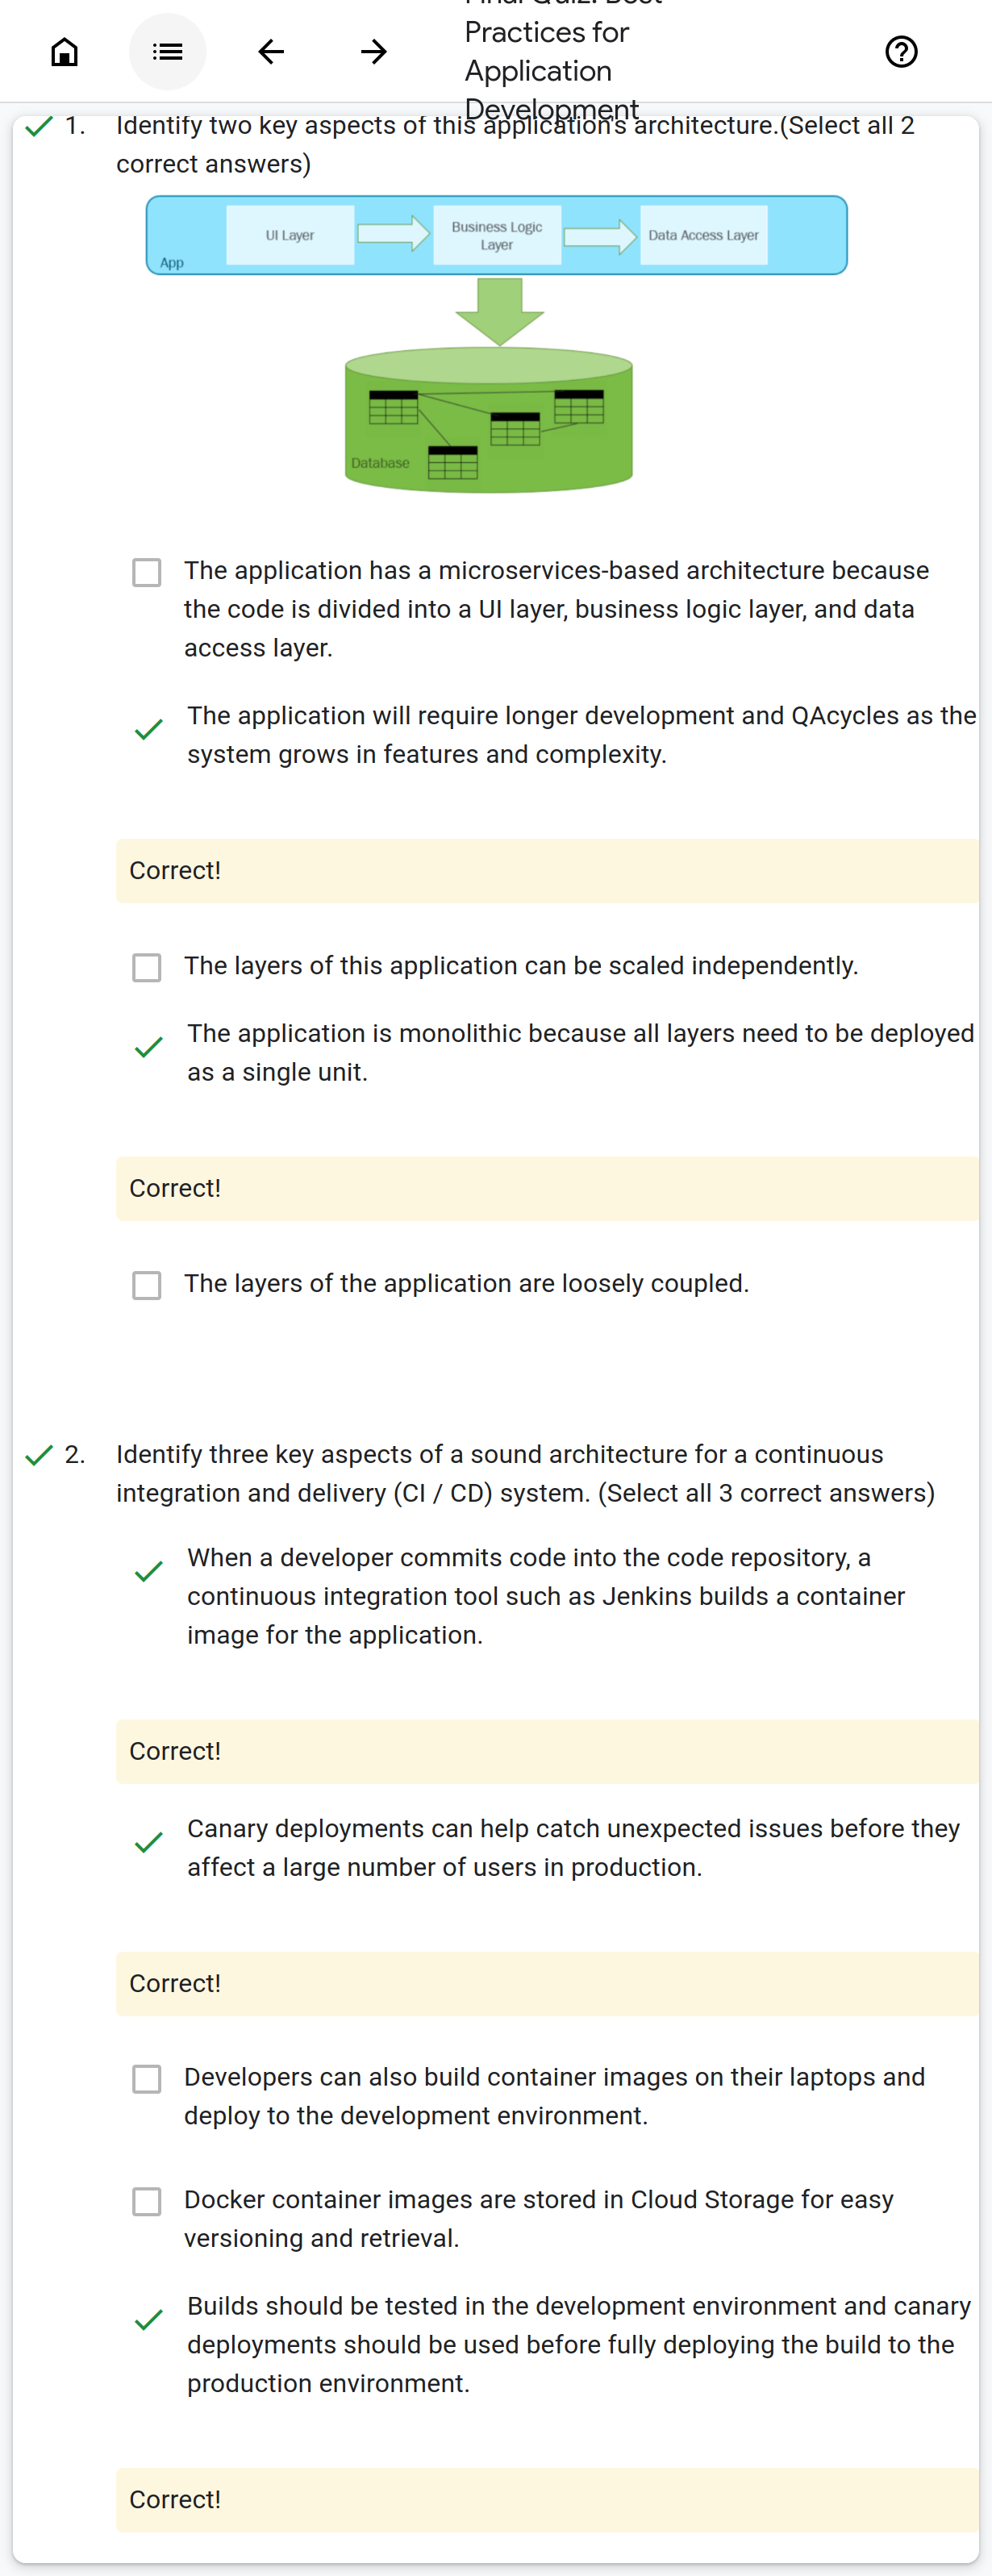 Final Quiz: Best
Practices for
Application
Development
1. Identify two key aspects of this application's architecture.(Select all 2
correct answers)
UI Layer
Business Logic
Layer
Data Access Layer
App
Database
The application has a microservices-based architecture because
the code is divided into a UI layer, business logic layer, and data
access layer.
The application will require longer development and QAcycles as the
system grows in features and complexity.
Correct!
The layers of this application can be scaled independently.
The application is monolithic because all layers need to be deployed
as a single unit.
Correct!
The layers of the application are loosely coupled.
2. Identify three key aspects of a sound architecture for a continuous
integration and delivery (CI / CD) system. (Select all 3 correct answers)
When a developer commits code into the code repository, a
continuous integration tool such as Jenkins builds a container
image for the application.
Correct!
Canary deployments can help catch unexpected issues before they
affect a large number of users in production.
Correct!
Developers can also build container images on their laptops and
deploy to the development environment.
Docker container images are stored in Cloud Storage for easy
versioning and retrieval.
Builds should be tested in the development environment and canary
deployments should be used before fully deploying the build to the
production environment.
Correct!